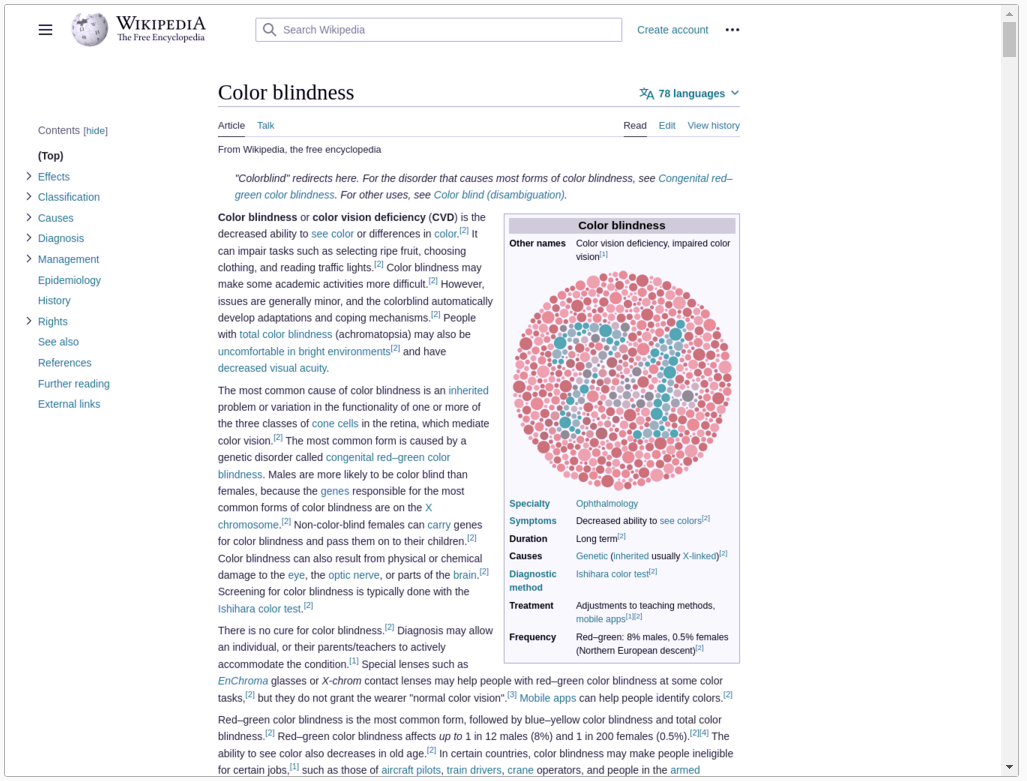 WIKIPEDIA
The Free Encyclopedia
Search Wikipedia
Create account
Color blindness
78 languages
Contents [hide]
(Top)
Effects
Classification
Causes
Diagnosis
Management
Epidemiology
History
Rights
See also
References
Further reading
External links
Article Talk
Read Edit View history
From Wikipedia, the free encyclopedia
"Colorblind" redirects here. For the disorder that causes most forms of color blindness, see Congenital red–
green color blindness. For other uses, see Color blind (disambiguation).
Color blindness or color vision deficiency (CVD) is the
decreased ability to see color or differences in color.[2] It
can impair tasks such as selecting ripe fruit, choosing
clothing, and reading traffic lights.[2] Color blindness may
make some academic activities more difficult.[2] However,
issues are generally minor, and the colorblind automatically
develop adaptations and coping mechanisms.[2] People
with total color blindness (achromatopsia) may also be
uncomfortable in bright environments[2] and have
decreased visual acuity.
The most common cause of color blindness is an inherited
problem or variation in the functionality of one or more of
the three classes of cone cells in the retina, which mediate
color vision.[2] The most common form is caused by a
genetic disorder called congenital red–green color
blindness. Males are more likely to be color blind than
females, because the genes responsible for the most
common forms of color blindness are on the X
chromosome.[2] Non-color-blind females can carry genes
for color blindness and pass them on to their children.[2]
Color blindness can also result from physical or chemical
damage to the eye, the optic nerve, or parts of the brain.[2]
Screening for color blindness is typically done with the
Ishihara color test.[2]
There is no cure for color blindness.[2] Diagnosis may allow
an individual, or their parents/teachers to actively
accommodate the condition.[1] Special lenses such as
EnChroma glasses or X-chrom contact lenses may help people with red–green color blindness at some color
tasks,[2] but they do not grant the wearer "normal color vision".[3] Mobile apps can help people identify colors.[2]
Red–green color blindness is the most common form, followed by blue–yellow color blindness and total color
blindness.[2] Red–green color blindness affects up to 1 in 12 males (8%) and 1 in 200 females (0.5%).[2][4] The
ability to see color also decreases in old age.[2] In certain countries, color blindness may make people ineligible
for certain jobs,[1] such as those of aircraft pilots, train drivers, crane operators, and people in the armed
Color blindness
Other names Color vision deficiency, impaired color
vision[1]
Specialty Ophthalmology
Symptoms Decreased ability to see colors[2]
Duration Long term[2]
Causes Genetic (inherited usually X-linked)[2]
Diagnostic Ishihara color test[2]
method
Treatment Adjustments to teaching methods,
mobile apps[1][2]
Frequency Red–green: 8% males, 0.5% females
(Northern European descent)[2]